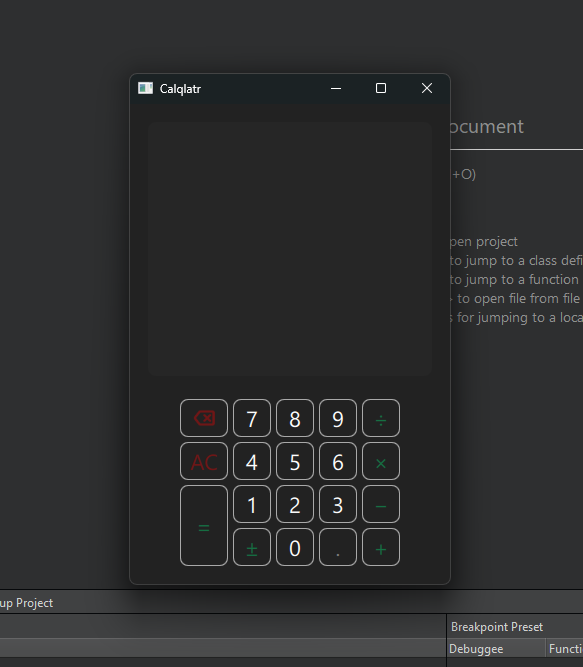 Calqlatr
ocument
+O)
pen project
to jump to a class defi
to jump to a function
to open file from file
s for jumping to a loca
7 8 9 ÷
AC 4 5 6 ×
1 2 3 −
= ± 0 . +
up Project
Breakpoint Preset
Debuggee Functi